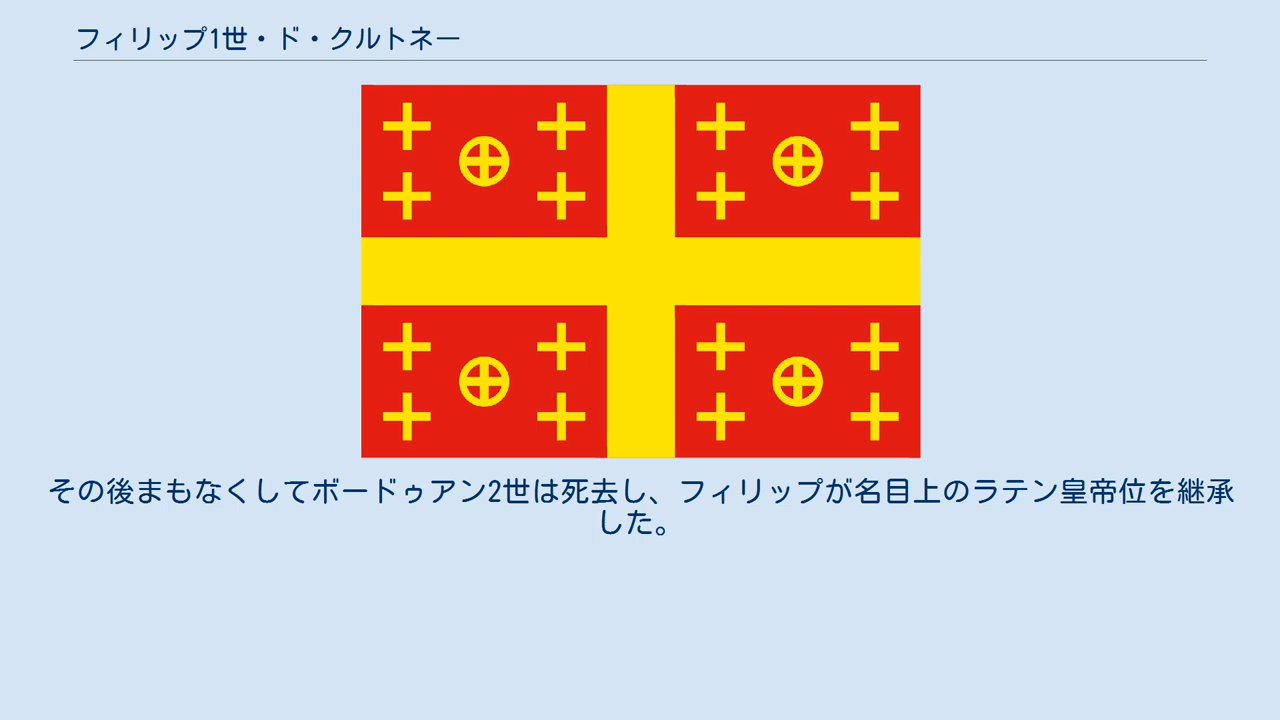 フィリップ1世・ド・クルトネー
その後まもなくしてボードゥアン2世は死去し、フィリップが名目上のラテン皇帝位を継承
した。